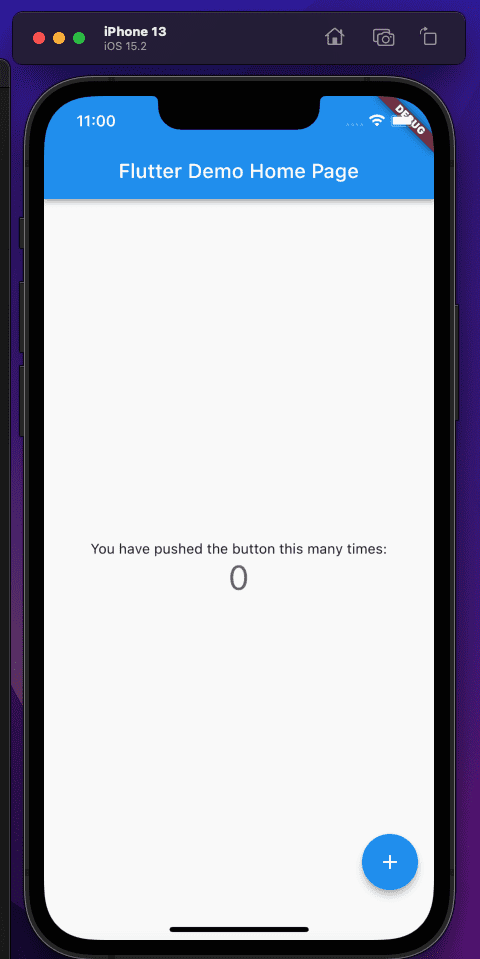 iPhone 13
iOS 15.2
11:00
DEBUG
Flutter Demo Home Page
You have pushed the button this many times:
0